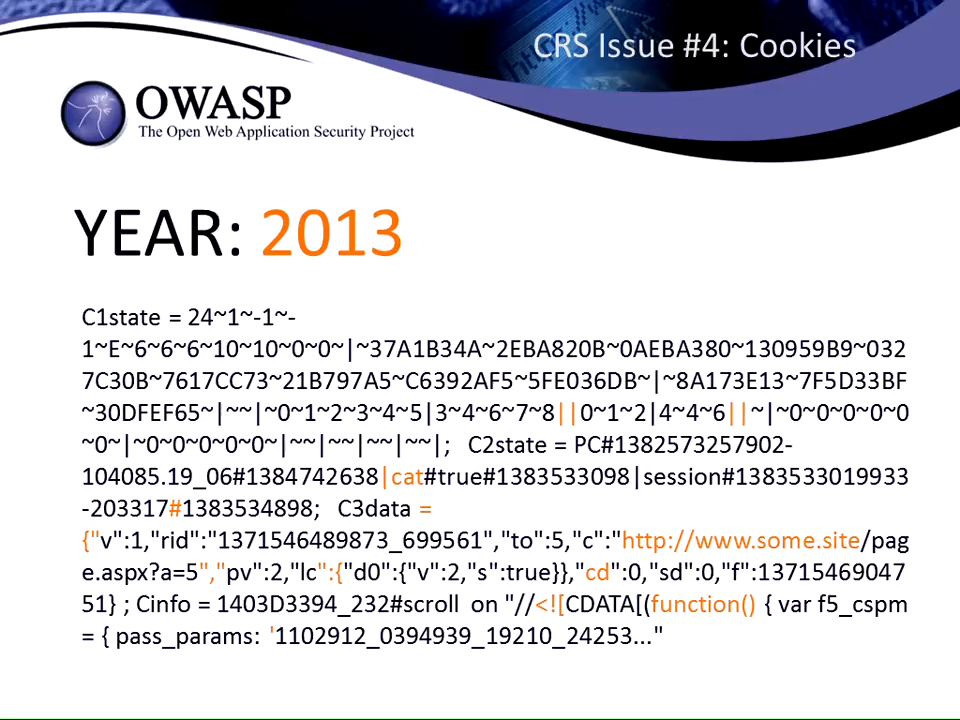 CRS Issue #4: Cookies
OWASP
The Open Web Application Security Project
YEAR: 2013
C1state = 24~1~-1~-
1~E~6~6~6~10~10~0~0~|~37A1B34A~2EBA820B~0AEBA380~130959B9~032
7C30B~7617CC73~21B797A5~C6392AF5~5FE036DB~|~8A173E13~7F5D33BF
~30DFEF65~|~~|~0~1~2~3~4~5|3~4~6~7~8||0~1~2|4~4~6||~|~0~0~0~0~0
~0~|~0~0~0~0~0~|~~|~~|~~|~~|; C2state = PC#1382573257902-
104085.19_06#1384742638|cat#true#1383533098|session#1383533019933
-203317#1383534898; C3data =
{"v":1,"rid":"1371546489873_699561","to":5,"c":"http://www.some.site/pag
e.aspx?a=5","pv":2,"lc":{"d0":{"v":2,"s":true}},"cd":0,"sd":0,"f":13715469047
51} ; Cinfo = 1403D3394_232#scroll on "//<![CDATA[(function() { var f5_cspm
= { pass_params: '1102912_0394939_19210_24253..."